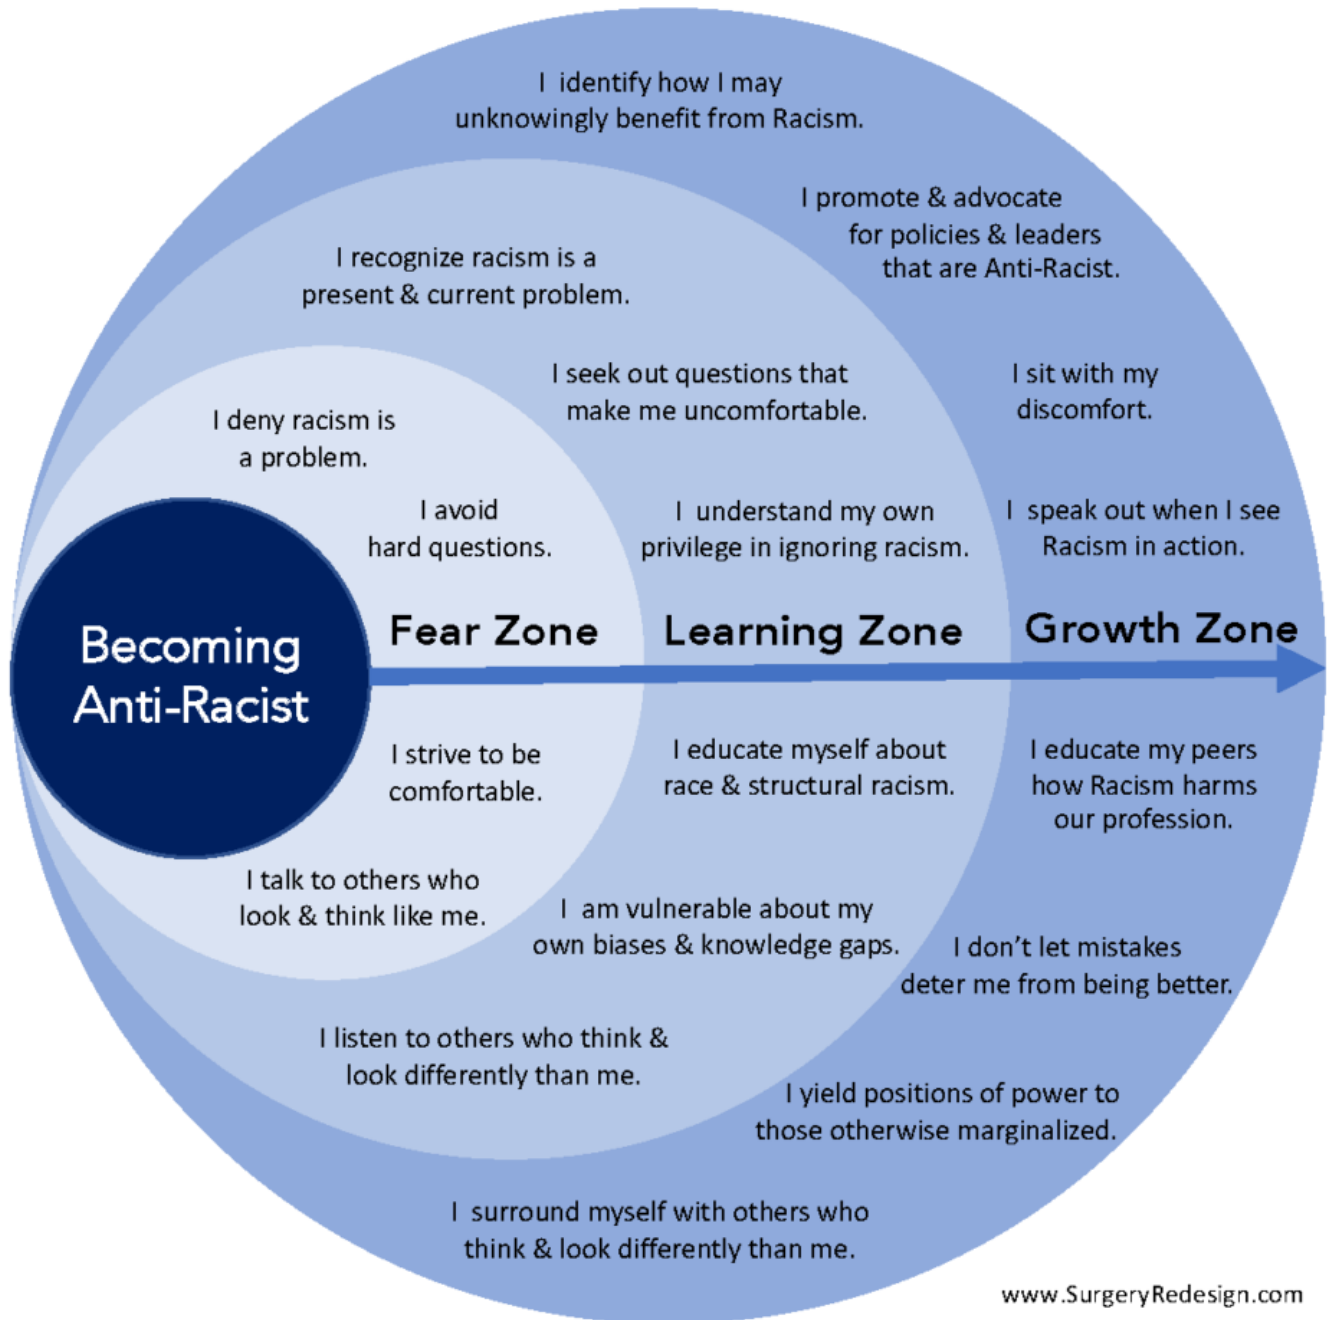 I identify how I may
unknowingly benefit from Racism.
I promote & advocate
for policies & leaders
that are Anti-Racist.
I recognize racism is a
present & current problem.
I seek out questions that
make me uncomfortable.
I sit with my
discomfort.
I deny racism is
a problem.
I avoid
hard questions.
I understand my own
privilege in ignoring racism.
I speak out when I see
Racism in action.
Becoming
Anti-Racist
Fear Zone
Learning Zone
Growth Zone
I strive to be
comfortable.
I educate myself about
race & structural racism.
I educate my peers
how Racism harms
our profession.
I talk to others who
look & think like me.
I am vulnerable about my
own biases & knowledge gaps.
I don’t let mistakes
deter me from being better.
I listen to others who think &
look differently than me.
I yield positions of power to
those otherwise marginalized.
I surround myself with others who
think & look differently than me.
www.SurgeryRedesign.com